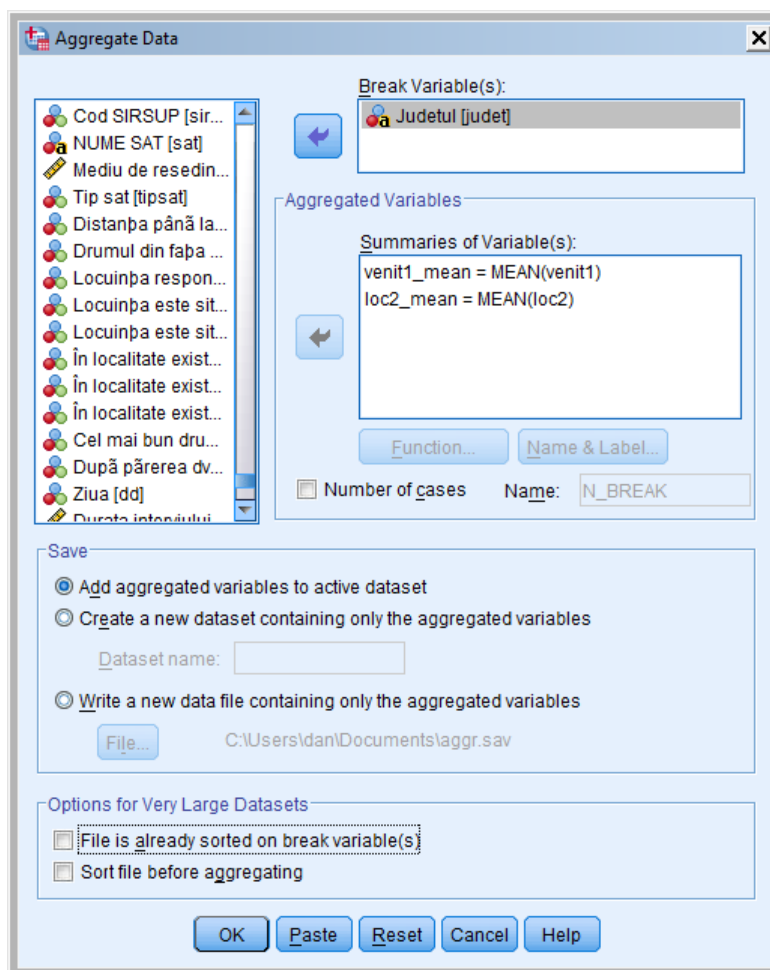 Aggregate Data
Cod SIRSUP [sir...
NUME SAT [sat]
Mediu de resedin...
Tip sat [tipsat]
Distanþa până la...
Drumul din faþa ...
Locuinþa respon...
Locuinþa este sit...
Locuinþa este sit...
În localitate exist...
În localitate exist...
În localitate exist...
Cel mai bun dru...
După părerea dv...
Ziua [dd]
Durata interviului
Break Variable(s):
Judetul [judet]
Aggregated Variables
Summaries of Variable(s):
venit1_mean = MEAN(venit1)
loc2_mean = MEAN(loc2)
Function... Name & Label...
Number of cases Name: N_BREAK
Save
Add aggregated variables to active dataset
Create a new dataset containing only the aggregated variables
Dataset name:
Write a new data file containing only the aggregated variables
File... C:\Users\dan\Documents\aggr.sav
Options for Very Large Datasets
File is already sorted on break variable(s)
Sort file before aggregating
OK Paste Reset Cancel Help